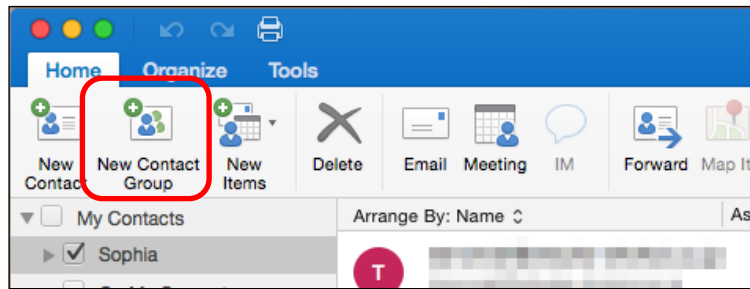 Home Organize Tools
New Contact
New Contact Group
New Items
Delete
Email
Meeting
IM
Forward
Map It
My Contacts
Arrange By: Name
As
Sophia
T